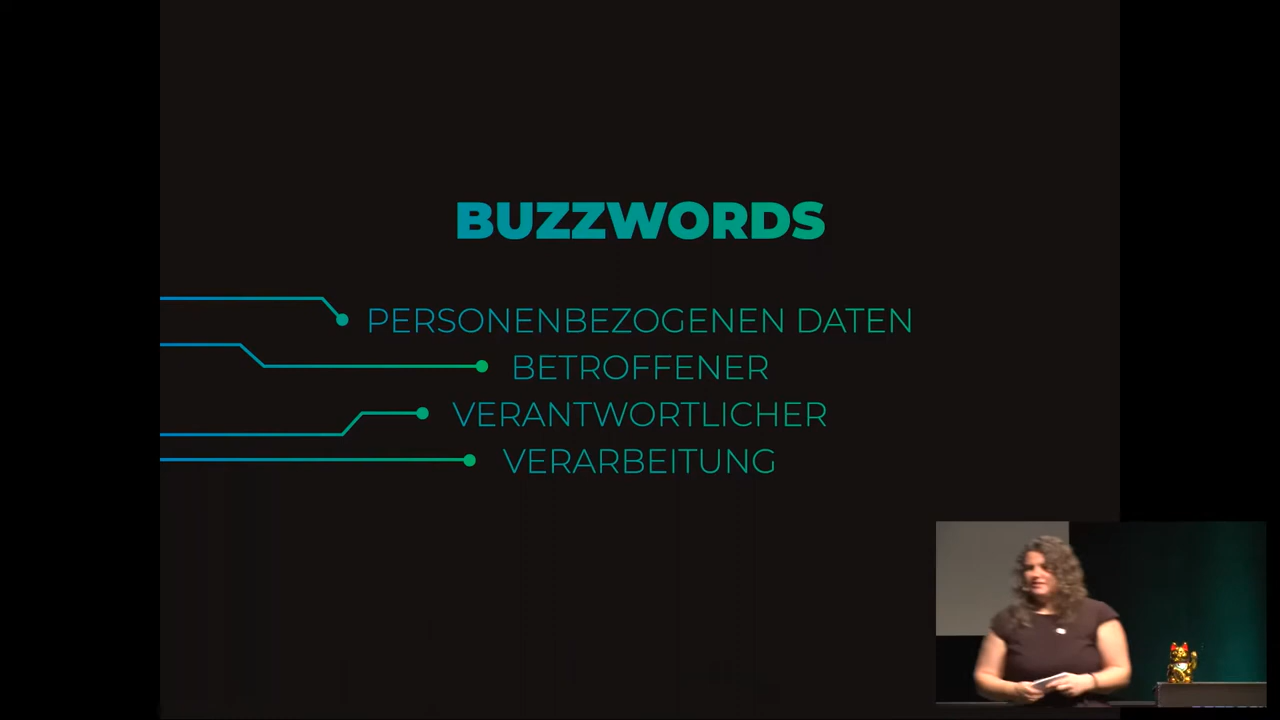 BUZZWORDS
PERSONENBEZOGENEN DATEN
BETROFFENER
VERANTWORTLICHER
VERARBEITUNG